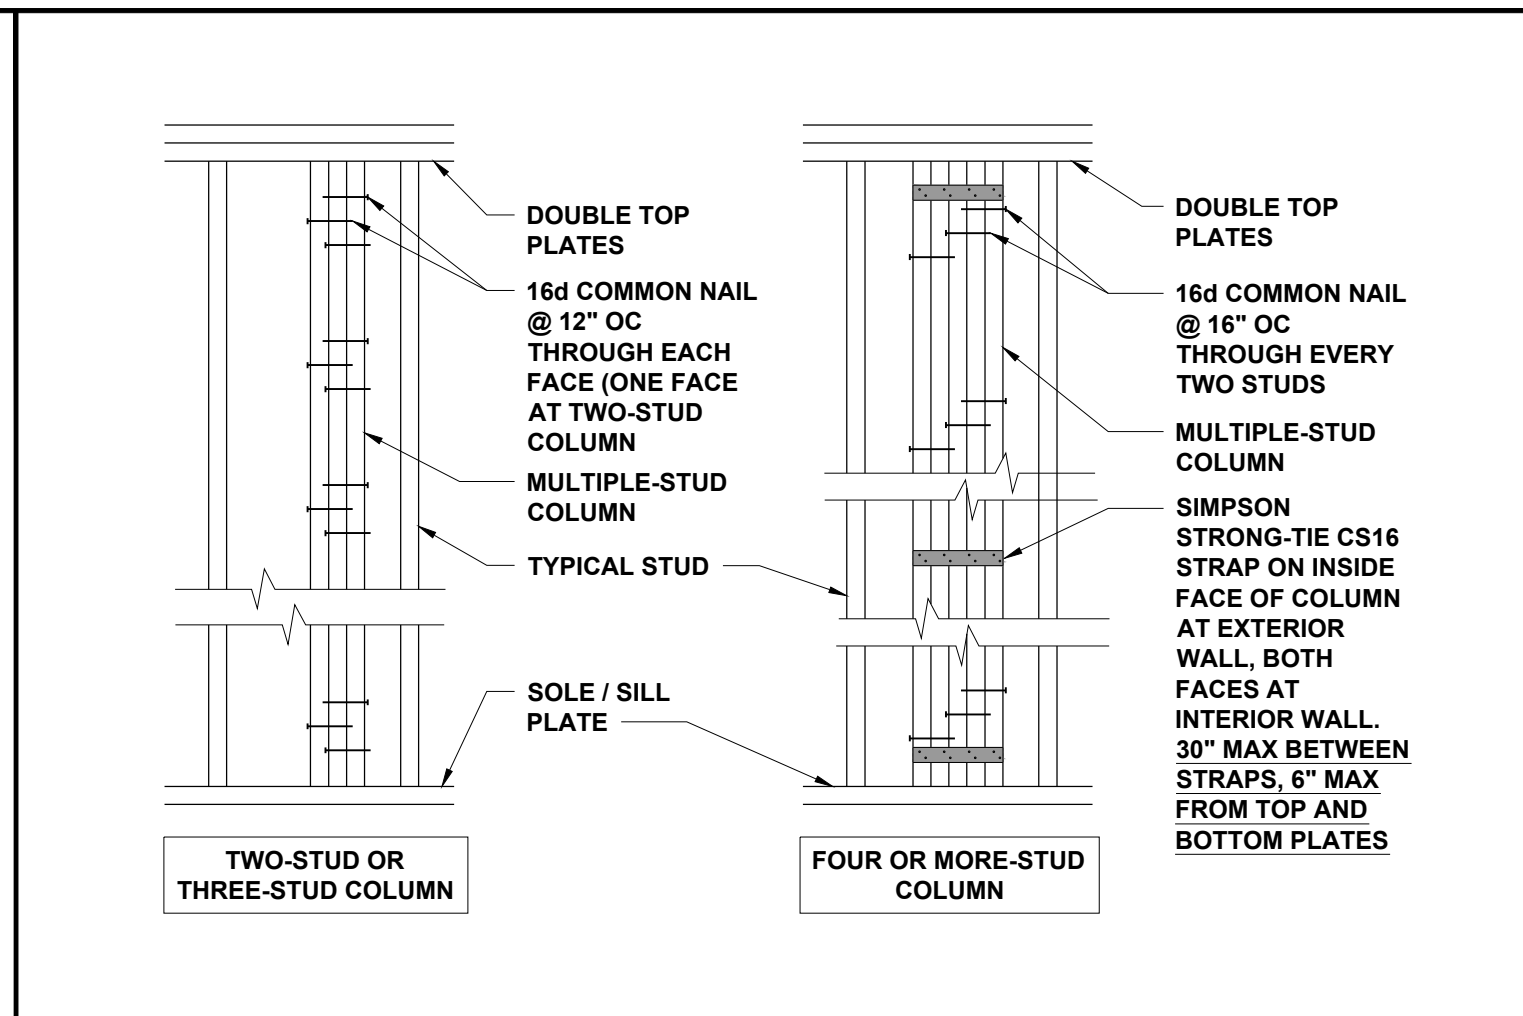 DOUBLE TOP
PLATES
16d COMMON NAIL
@ 12" OC
THROUGH EACH
FACE (ONE FACE
AT TWO-STUD
COLUMN
MULTIPLE-STUD
COLUMN
TYPICAL STUD
SOLE / SILL
PLATE
TWO-STUD OR
THREE-STUD COLUMN
DOUBLE TOP
PLATES
16d COMMON NAIL
@ 16" OC
THROUGH EVERY
TWO STUDS
MULTIPLE-STUD
COLUMN
SIMPSON
STRONG-TIE CS16
STRAP ON INSIDE
FACE OF COLUMN
AT EXTERIOR
WALL, BOTH
FACES AT
INTERIOR WALL.
30" MAX BETWEEN
STRAPS, 6" MAX
FROM TOP AND
BOTTOM PLATES
FOUR OR MORE-STUD
COLUMN